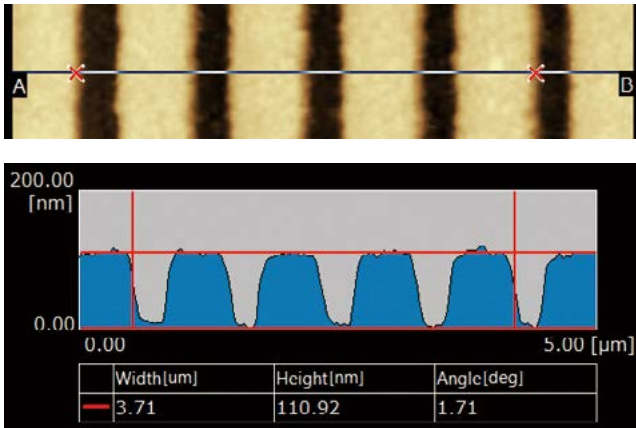 A
B
200.00
[nm]
0.00
0.00 5.00 [µm]
Width[um] Height[nm] Angle[deg]
3.71 110.92 1.71